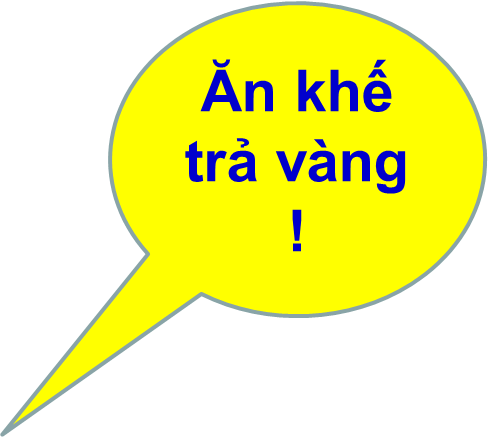 Ăn khế
trả vàng
!